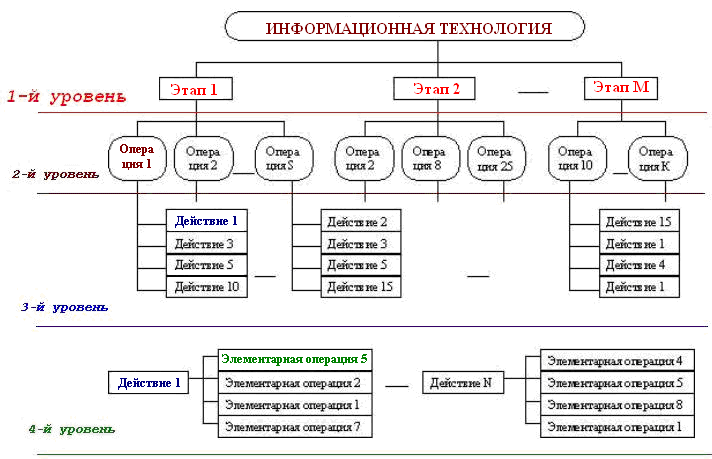 ИНФОРМАЦИОННАЯ ТЕХНОЛОГИЯ
1-й уровень
Этап 1
Этап 2
Этап М
Опера
ция 1
Опера
ция 2
Опера
ция S
Опера
ция 2
Опера
ция 8
Опера
ция 25
Опера
ция 10
Опера
ция К
2-й уровень
Действие 1
Действие 3
Действие 5
Действие 10
Действие 2
Действие 3
Действие 5
Действие 15
Действие 15
Действие 1
Действие 4
Действие 1
3-й уровень
Действие 1
Элементарная операция 5
Элементарная операция 2
Элементарная операция 1
Элементарная операция 7
Действие N
Элементарная операция 4
Элементарная операция 5
Элементарная операция 8
Элементарная операция 1
4-й уровень